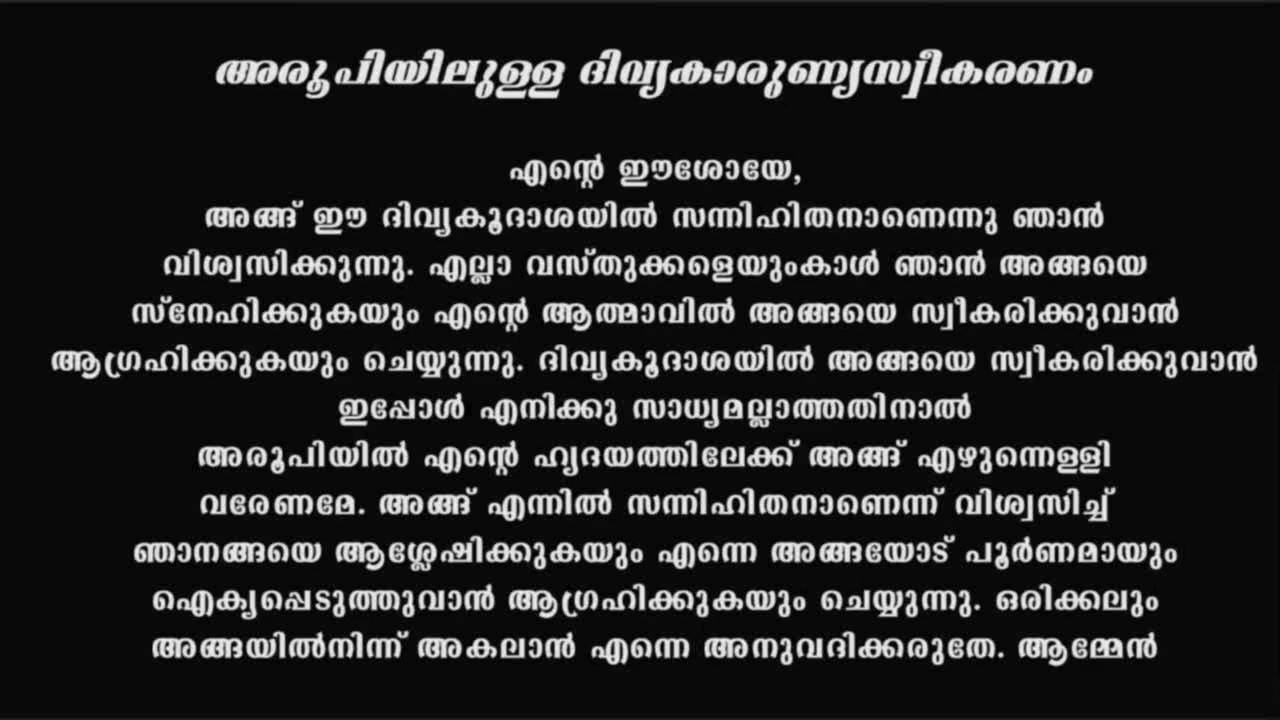 അരൂപിയിലുള്ള ദിവ്യകാരുണ്യസ്വീകരണം
എന്റെ ഈശോയേ,
അങ്ങ് ഈ ദിവ്യകൂദാശയിൽ സന്നിഹിതനാണെന്നു ഞാൻ
വിശ്വസിക്കുന്നു. എല്ലാ വസ്തുക്കളെയുംകാൾ ഞാൻ അങ്ങയെ
സ്നേഹിക്കുകയും എന്റെ ആത്മാവിൽ അങ്ങയെ സ്വീകരിക്കുവാൻ
ആഗ്രഹിക്കുകയും ചെയ്യുന്നു. ദിവ്യകൂദാശയിൽ അങ്ങയെ സ്വീകരിക്കുവാൻ
ഇപ്പോൾ എനിക്കു സാധ്യമല്ലാത്തതിനാൽ
അരൂപിയിൽ എന്റെ ഹൃദയത്തിലേക്ക് അങ്ങ് എഴുന്നെള്ളി
വരേണമേ. അങ്ങ് എന്നിൽ സന്നിഹിതനാണെന്ന് വിശ്വസിച്ച്
ഞാനങ്ങയെ ആശ്ലേഷിക്കുകയും എന്നെ അങ്ങയോട് പൂർണമായും
ഐക്യപ്പെടുത്തുവാൻ ആഗ്രഹിക്കുകയും ചെയ്യുന്നു. ഒരിക്കലും
അങ്ങയിൽനിന്ന് അകലാൻ എന്നെ അനുവദിക്കരുതേ. ആമ്മേൻ